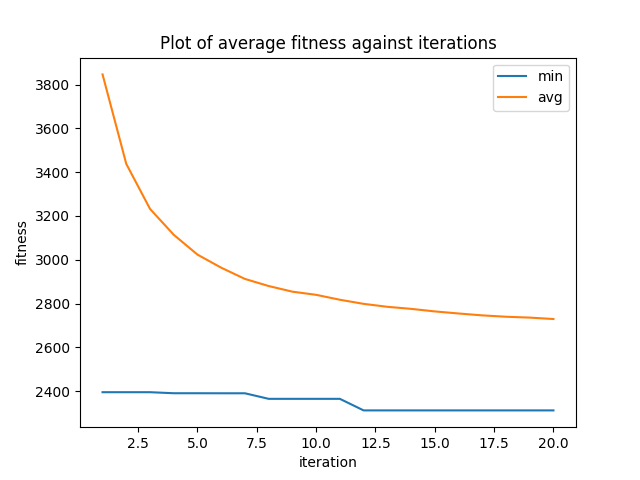 Plot of average fitness against iterations
min
avg
fitness
3800
3600
3400
3200
3000
2800
2600
2400
2.5 5.0 7.5 10.0 12.5 15.0 17.5 20.0
iteration